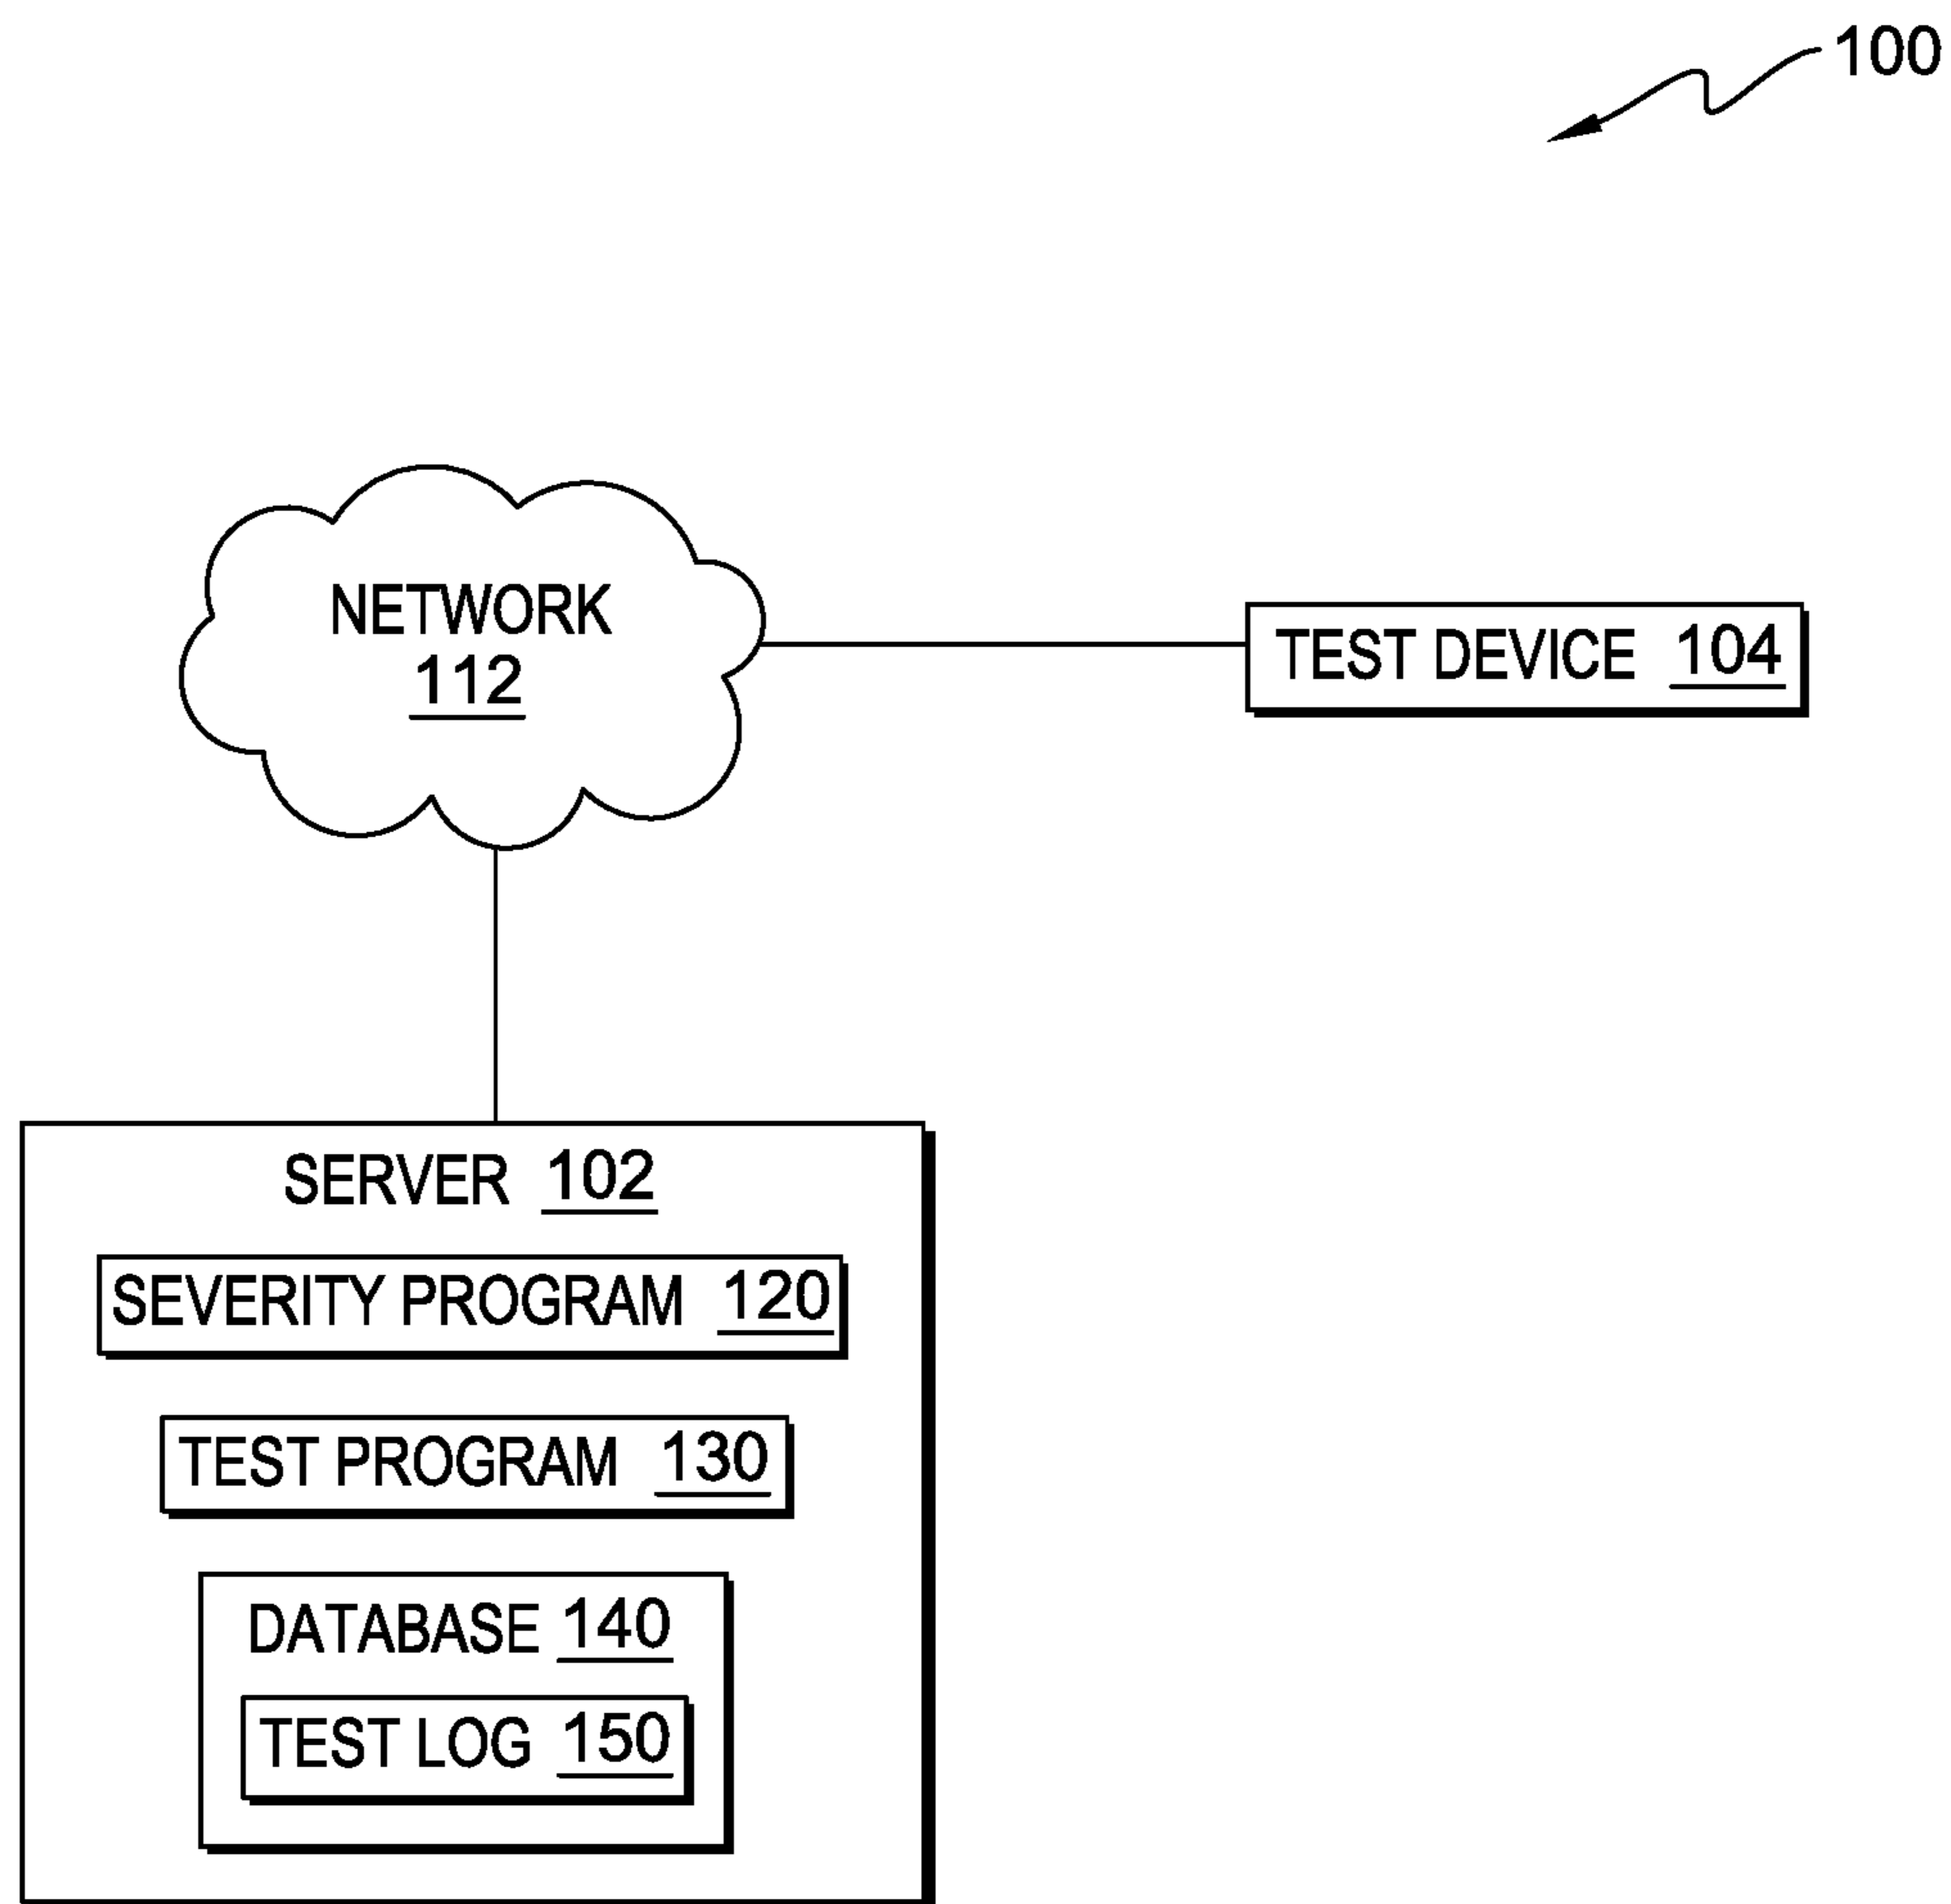 100
NETWORK
112
TEST DEVICE 104
SERVER 102
SEVERITY PROGRAM 120
TEST PROGRAM 130
DATABASE 140
TEST LOG 150